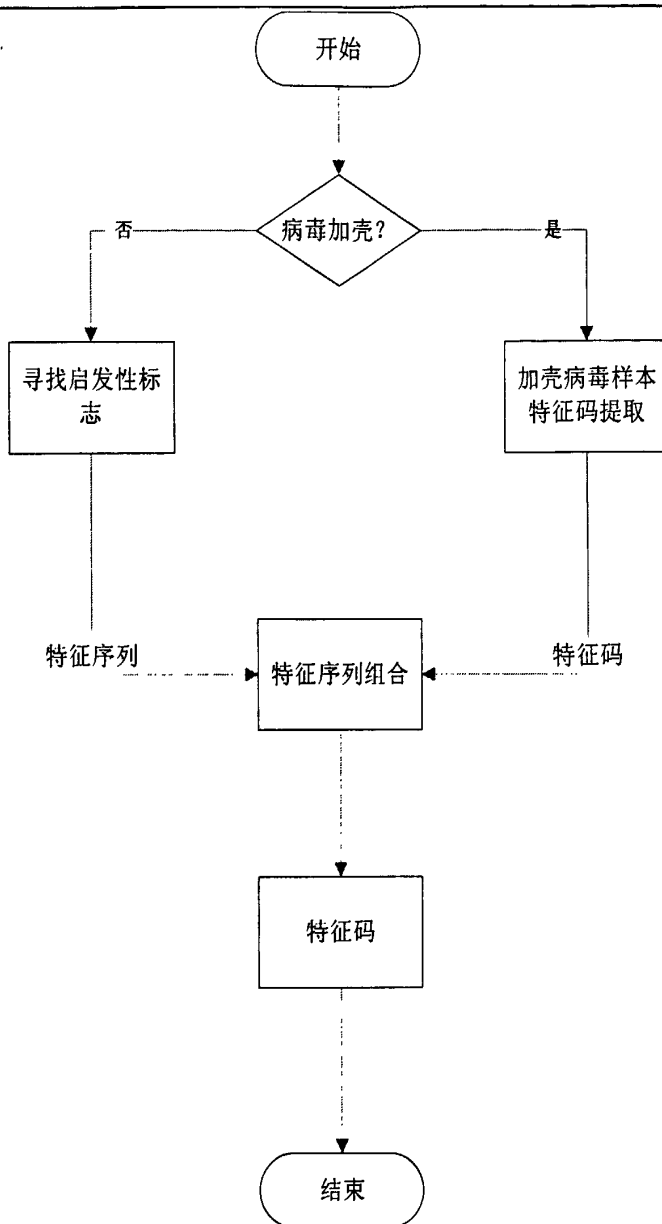 开始
病毒加壳?
否
是
寻找启发性标
志
加壳病毒样本
特征码提取
特征序列
特征序列组合
特征码
特征码
结束